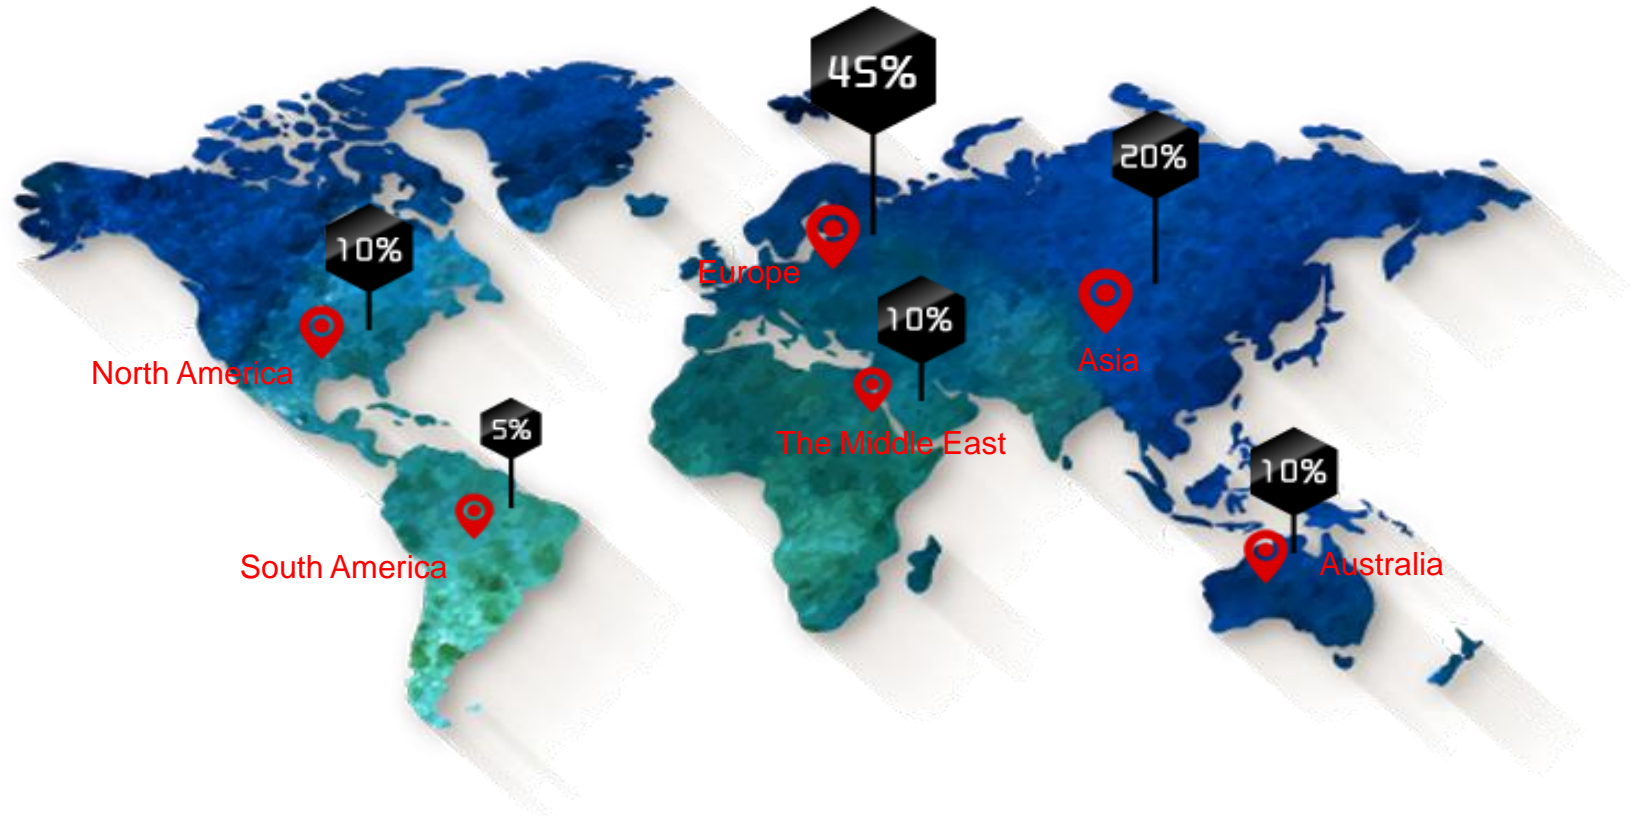 45%
20%
10%
Europe
10%
North America
Asia
5%
The Middle East
10%
South America
Australia